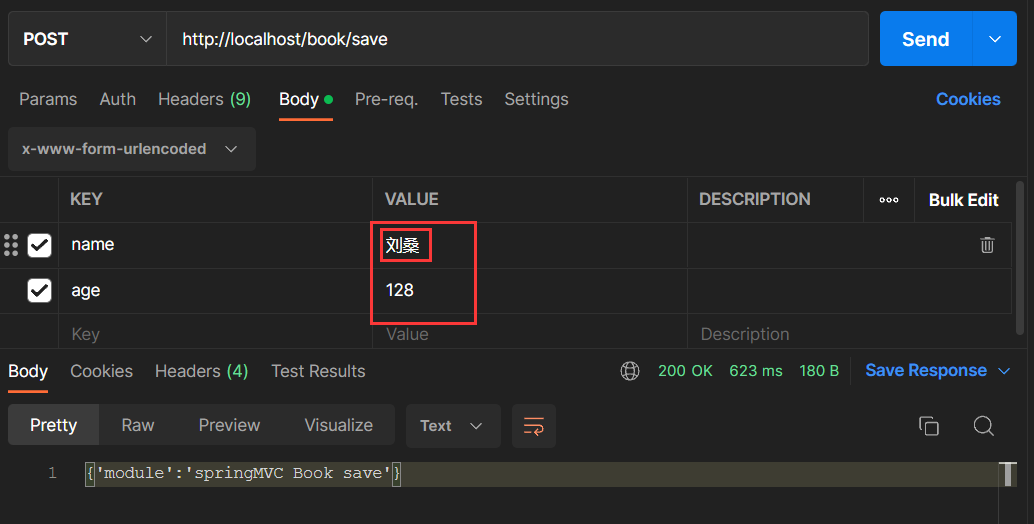 POST http://localhost/book/save Send
Params Auth Headers (9) Body Pre-req. Tests Settings Cookies
x-www-form-urlencoded
KEY VALUE DESCRIPTION ooo Bulk Edit
name 刘桑
age 128
Key Value Description
Body Cookies Headers (4) Test Results 200 OK 623 ms 180 B Save Response
Pretty Raw Preview Visualize Text
1 {'module':'springMVC Book save'}